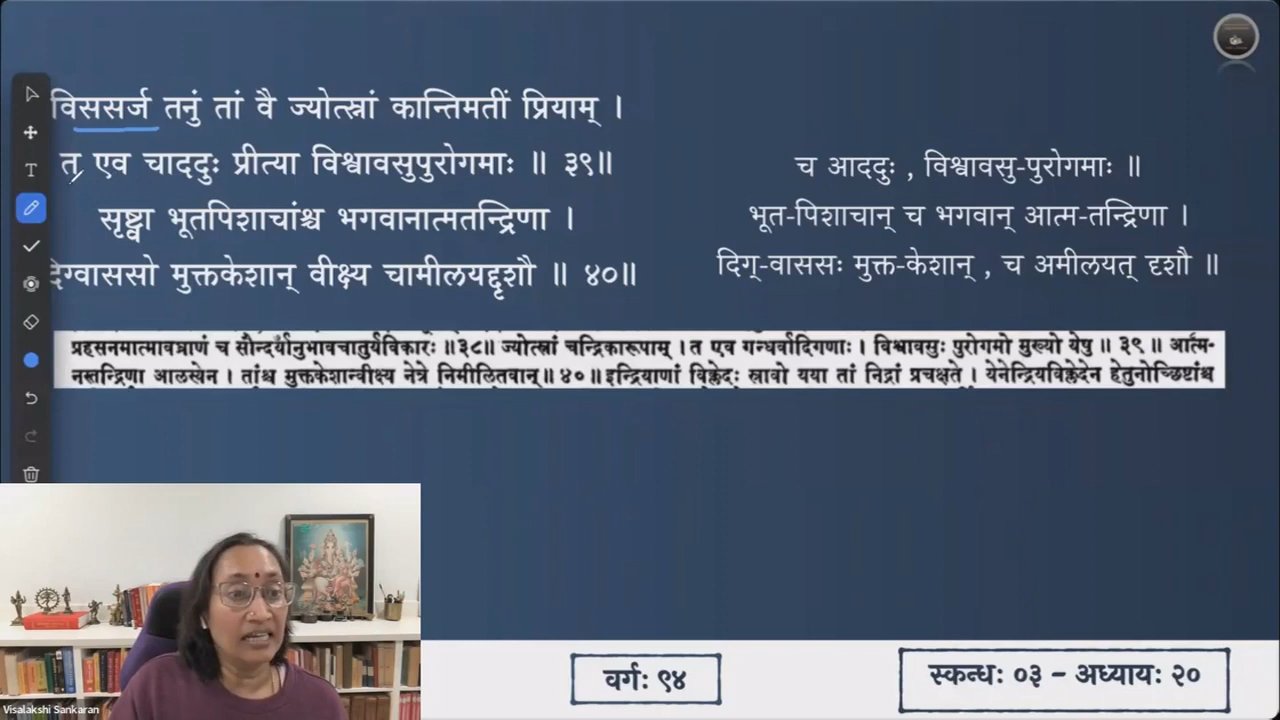 विससर्ज तनुं तां वै ज्योत्स्नां कान्तिमतीं प्रियाम् ।
त एव चाददुः प्रीत्या विश्वावसुपुरोगमाः ॥ ३९॥
सृष्ट्वा भूतपिशाचांश्च भगवानात्मतन्द्रिणा ।
दिग्वाससो मुक्तकेशान् वीक्ष्य चामीलयद्दृशौ ॥ ४०॥
च आददुः , विश्वावसु-पुरोगमाः ॥
भूत-पिशाचान् च भगवान् आत्म-तन्द्रिणा ।
दिग्-वाससः मुक्त-केशान् , च अमीलयत् दृशौ ॥
प्रहसनमात्मावघ्राणं च सौन्दर्यानुभावचातुर्यविकारः ॥३८॥ ज्योत्स्नां चन्द्रिकारूपाम् । त एव गन्धर्वादिगणाः । विश्वावसुः पुरोगमो मुख्यो येषु ॥ ३९ ॥ आत्म-
नस्तन्द्रिणा आलस्येन । तांश्च मुक्तकेशान्वीक्ष्य नेत्रे निमीलितवान् ॥ ४० ॥ इन्द्रियाणां विक्लेदः स्रावो यया तां निद्रां प्रचक्षते । येनेन्द्रियविक्लेदेन हेतुनोच्छिष्टांश्च
T
Visalakshi Sankaran
वर्गः ९४
स्कन्धः ०३ – अध्यायः २०